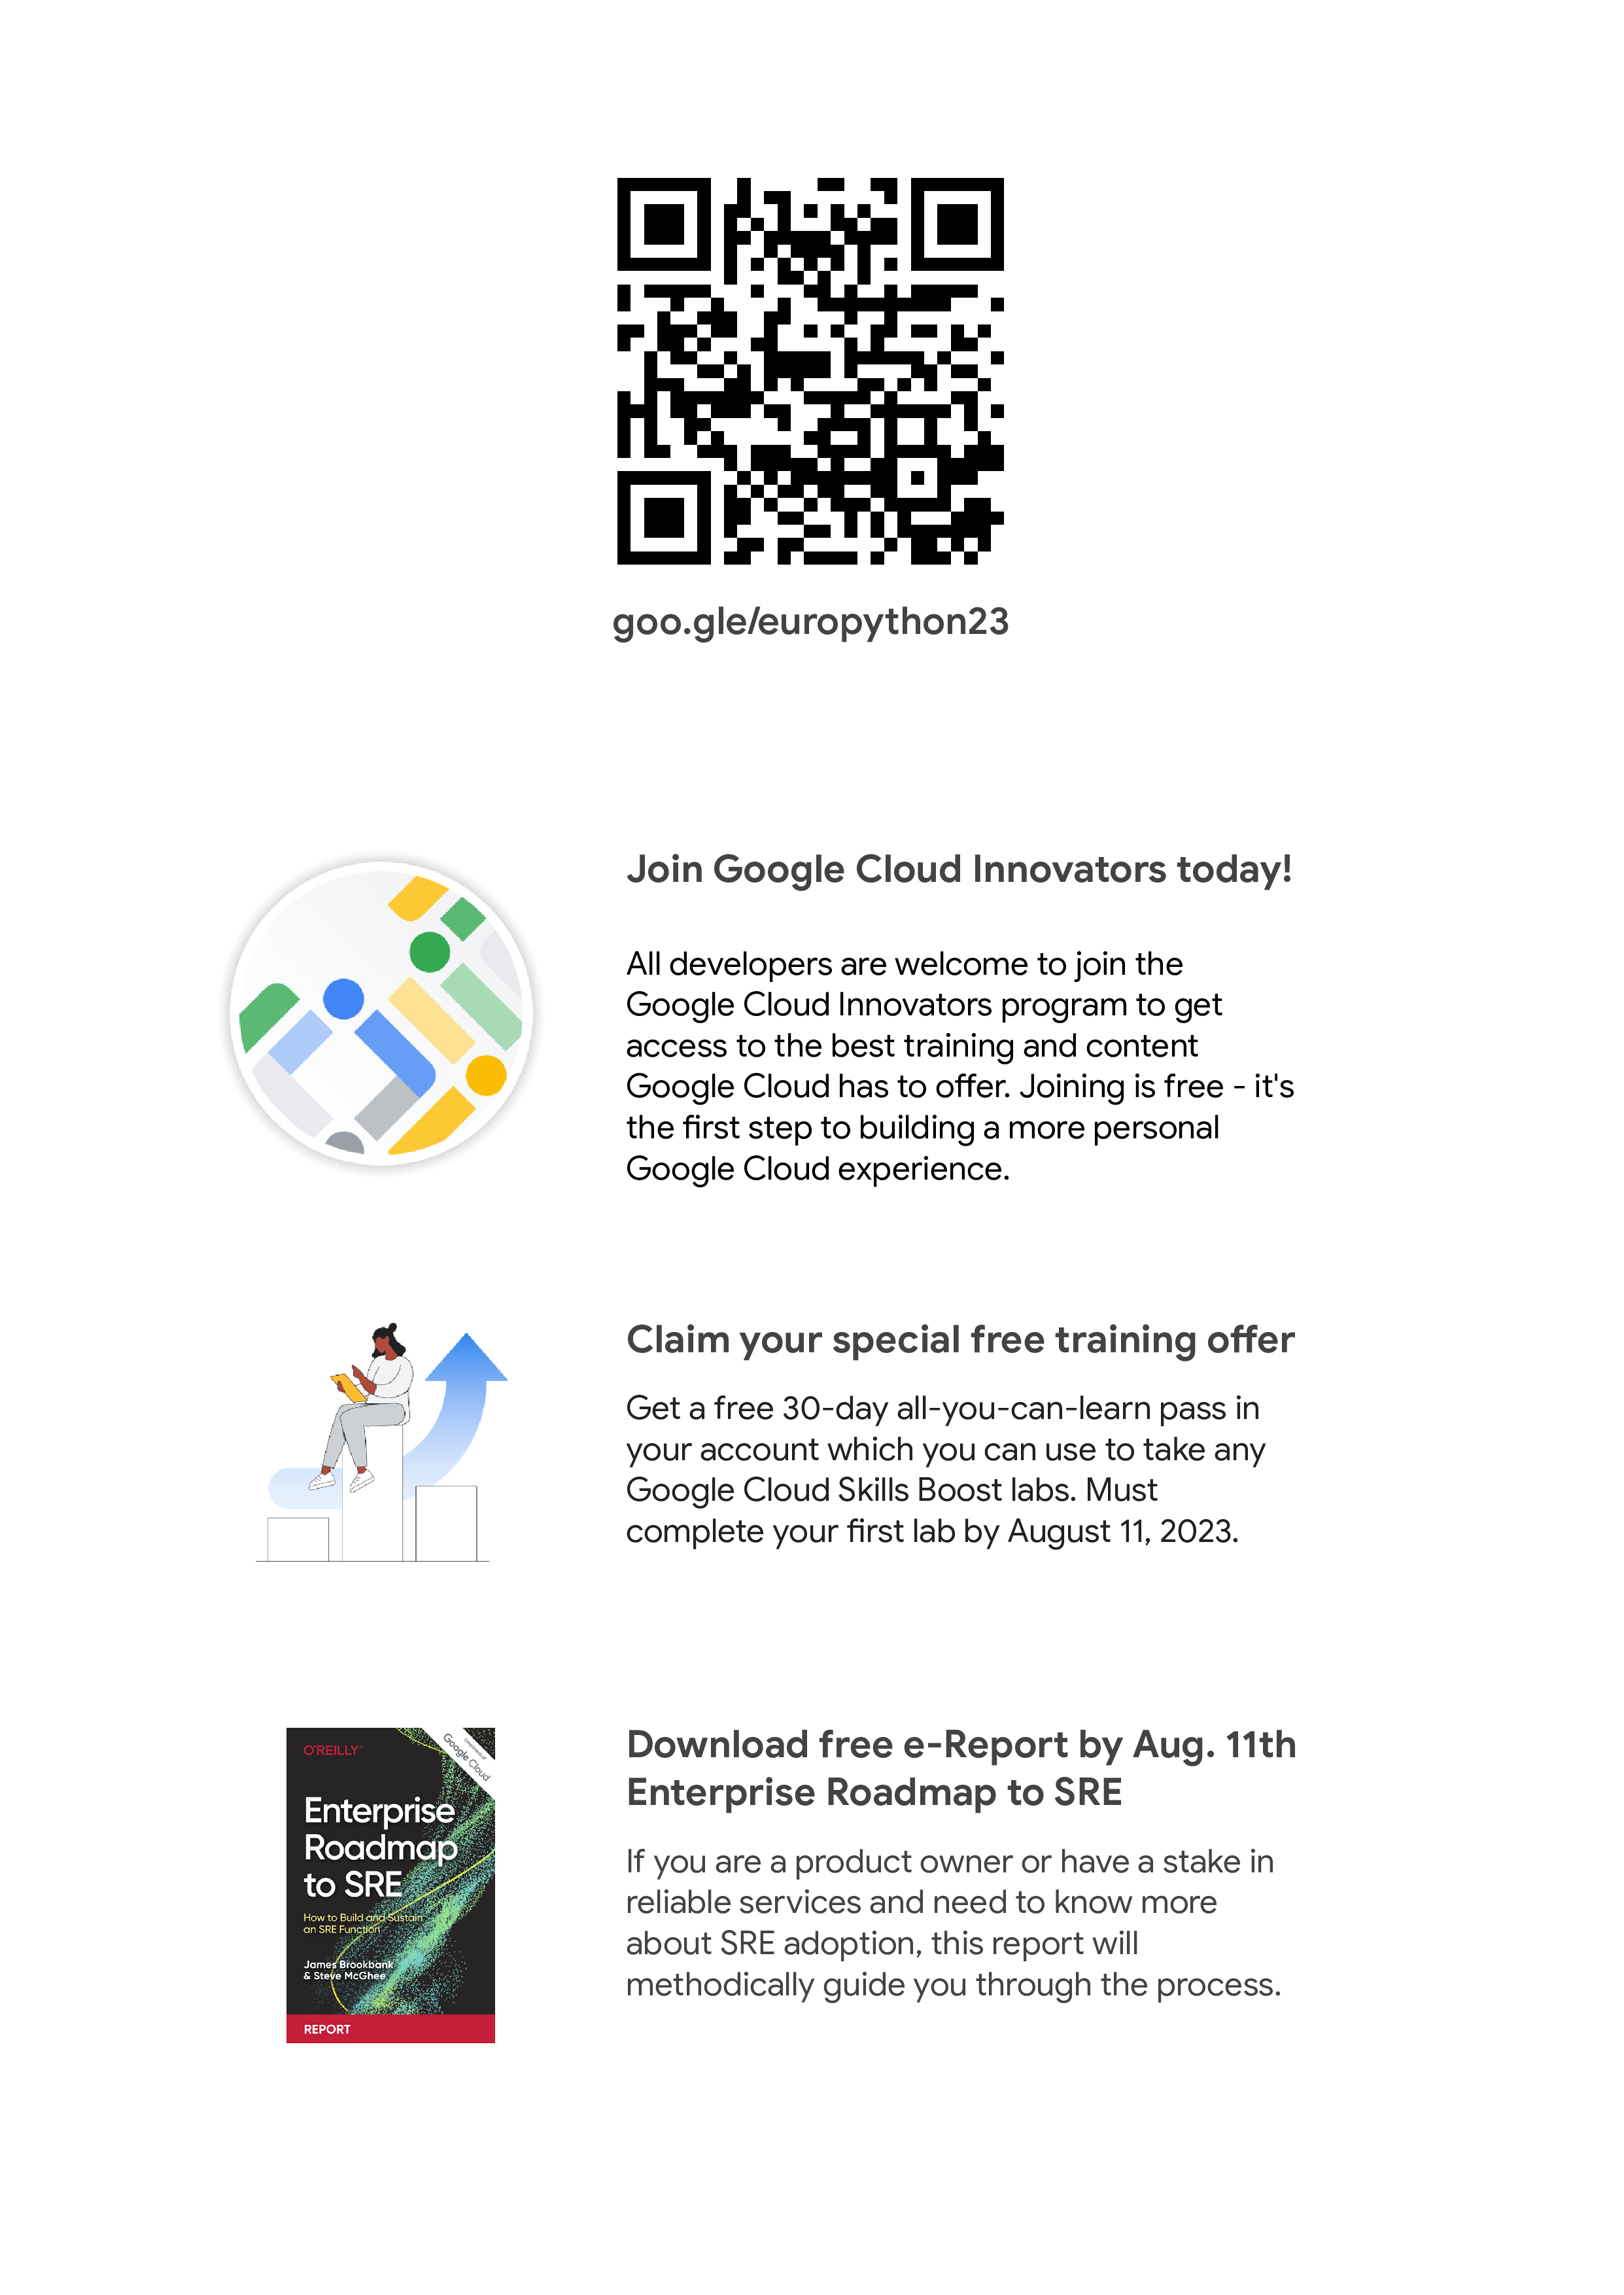 goo.gle/europython23
Join Google Cloud Innovators today!
All developers are welcome to join the
Google Cloud Innovators program to get
access to the best training and content
Google Cloud has to offer. Joining is free - it's
the first step to building a more personal
Google Cloud experience.
Claim your special free training offer
Get a free 30-day all-you-can-learn pass in
your account which you can use to take any
Google Cloud Skills Boost labs. Must
complete your first lab by August 11, 2023.
O'REILLY®
Compliments of
Google Cloud
Enterprise
Roadmap
to SRE
How to Build and Sustain
an SRE Function
James Brookbank
& Steve McGhee
REPORT
Download free e-Report by Aug. 11th
Enterprise Roadmap to SRE
If you are a product owner or have a stake in
reliable services and need to know more
about SRE adoption, this report will
methodically guide you through the process.